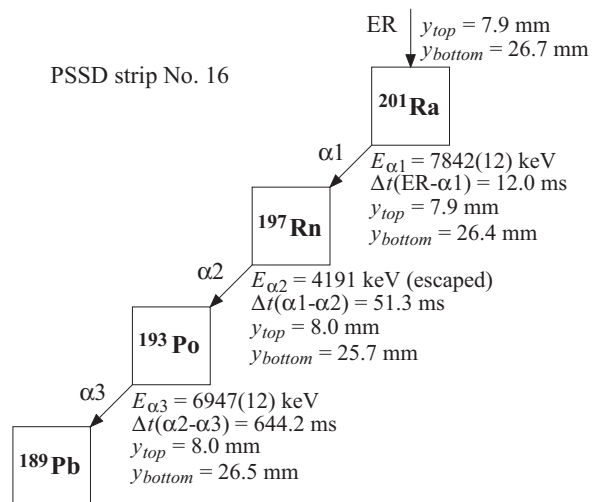 ER
y_top = 7.9 mm
y_bottom = 26.7 mm
PSSD strip No. 16
²⁰¹Ra
α1
E_α1 = 7842(12) keV
Δt(ER-α1) = 12.0 ms
y_top = 7.9 mm
y_bottom = 26.4 mm
¹⁹⁷Rn
α2
E_α2 = 4191 keV (escaped)
Δt(α1-α2) = 51.3 ms
y_top = 8.0 mm
y_bottom = 25.7 mm
¹⁹³Po
α3
E_α3 = 6947(12) keV
Δt(α2-α3) = 644.2 ms
y_top = 8.0 mm
y_bottom = 26.5 mm
¹⁸⁹Pb